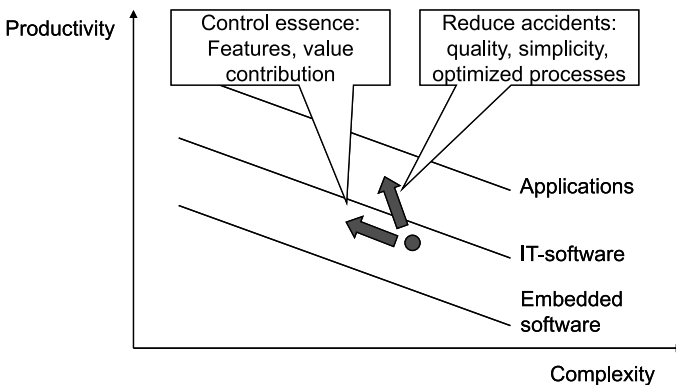 Productivity
Control essence:
Features, value
contribution
Reduce accidents:
quality, simplicity,
optimized processes
Applications
IT-software
Embedded
software
Complexity